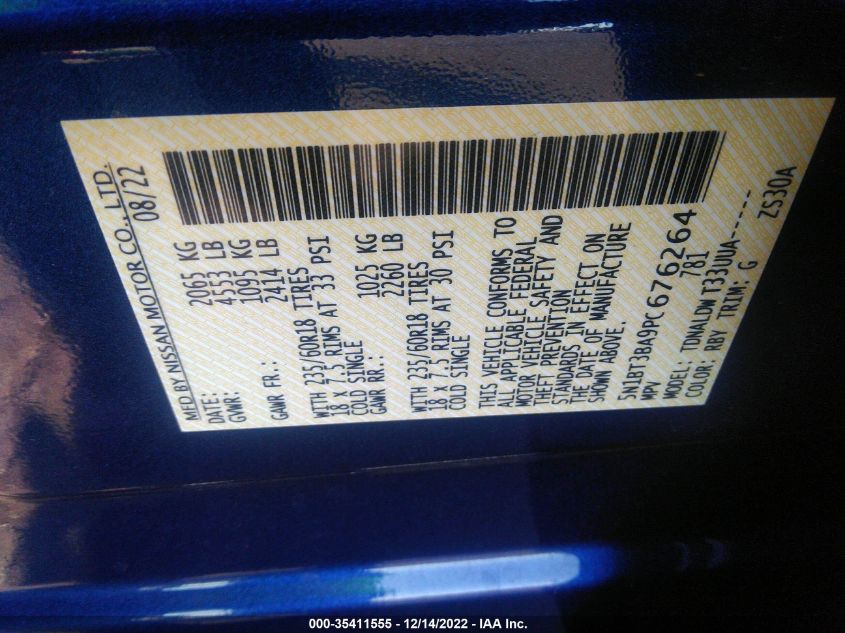 MFD BY NISSAN MOTOR CO., LTD.
DATE: 08/22
GVWR: 2065 KG
4553 LB
GAWR FR.: 1095 KG
2414 LB
WITH 235/60R18 TIRES
18 x 7.5 RIMS AT 33 PSI
COLD SINGLE
GAWR RR.: 1025 KG
2260 LB
WITH 235/60R18 TIRES
18 x 7.5 RIMS AT 30 PSI
COLD SINGLE
THIS VEHICLE CONFORMS TO
ALL APPLICABLE FEDERAL
MOTOR VEHICLE SAFETY AND
THEFT PREVENTION
STANDARDS IN EFFECT ON
THE DATE OF MANUFACTURE
SHOWN ABOVE.
5N1BT3BA9PC676264
MPV 781
MODEL: TDNALDW T33UUA------
COLOR: RBY TRIM: G ZS30A
000-35411555 - 12/14/2022 - IAA Inc.